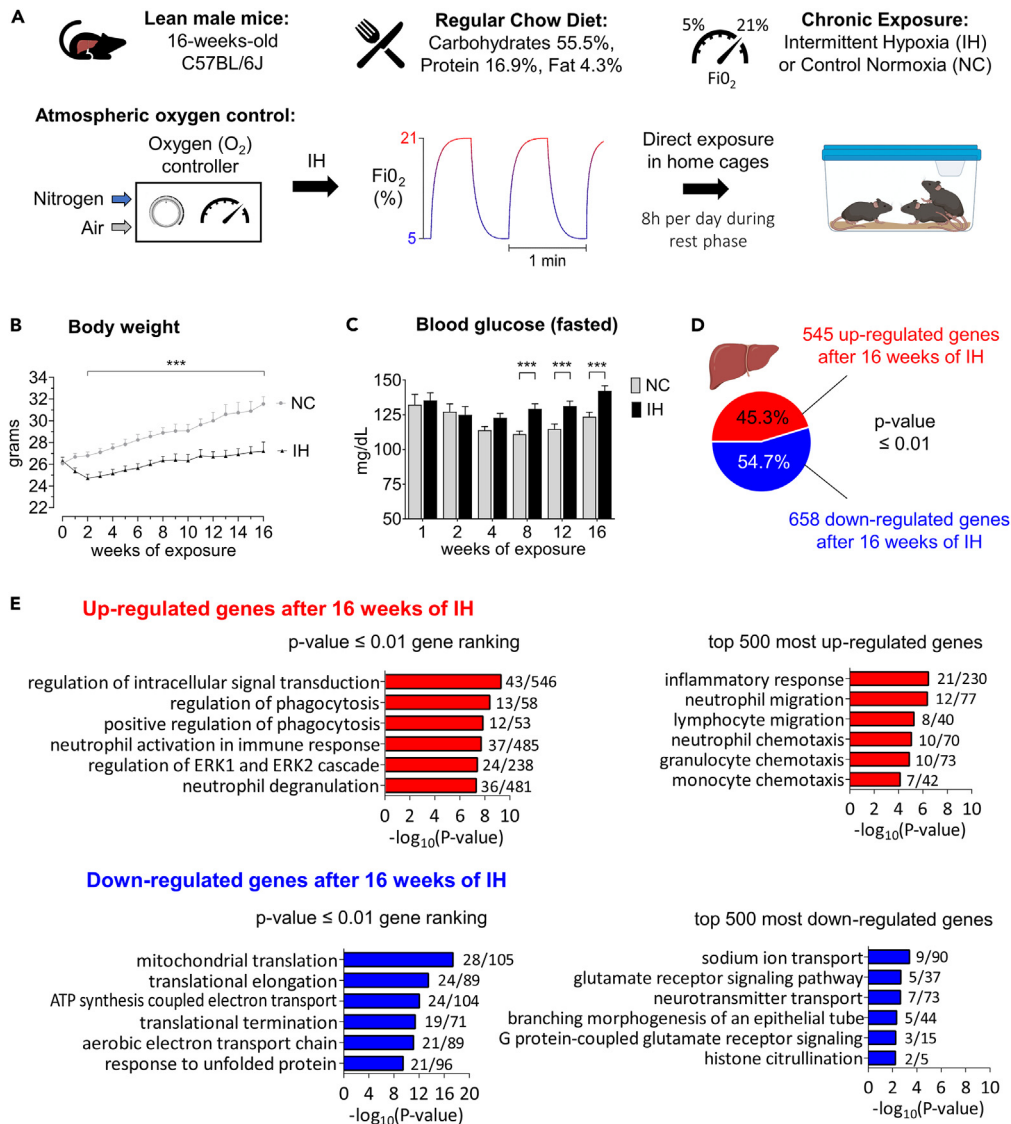 A
Lean male mice:
16-weeks-old
C57BL/6J
Regular Chow Diet:
Carbohydrates 55.5%,
Protein 16.9%, Fat 4.3%
5%
21%
Fi0₂
Chronic Exposure:
Intermittent Hypoxia (IH)
or Control Normoxia (NC)
Atmospheric oxygen control:
Oxygen (O₂)
controller
Nitrogen
Air
IH
Fi0₂
(%)
21
5
1 min
Direct exposure
in home cages
8h per day during
rest phase
B
Body weight
***
grams
34
32
30
28
26
24
22
NC
IH
0 2 4 6 8 10 12 14 16
weeks of exposure
C
Blood glucose (fasted)
*** *** ***
NC
IH
mg/dL
150
125
100
75
50
1 2 4 8 12 16
weeks of exposure
D
545 up-regulated genes
after 16 weeks of IH
45.3%
54.7%
p-value
≤ 0.01
658 down-regulated genes
after 16 weeks of IH
E
Up-regulated genes after 16 weeks of IH
p-value ≤ 0.01 gene ranking
regulation of intracellular signal transduction 43/546
regulation of phagocytosis 13/58
positive regulation of phagocytosis 12/53
neutrophil activation in immune response 37/485
regulation of ERK1 and ERK2 cascade 24/238
neutrophil degranulation 36/481
0 2 4 6 8 10
-log₁₀(P-value)
top 500 most up-regulated genes
inflammatory response 21/230
neutrophil migration 12/77
lymphocyte migration 8/40
neutrophil chemotaxis 10/70
granulocyte chemotaxis 10/73
monocyte chemotaxis 7/42
0 2 4 6 8 10
-log₁₀(P-value)
Down-regulated genes after 16 weeks of IH
p-value ≤ 0.01 gene ranking
mitochondrial translation 28/105
translational elongation 24/89
ATP synthesis coupled electron transport 24/104
translational termination 19/71
aerobic electron transport chain 21/89
response to unfolded protein 21/96
0 4 8 12 16 20
-log₁₀(P-value)
top 500 most down-regulated genes
sodium ion transport 9/90
glutamate receptor signaling pathway 5/37
neurotransmitter transport 7/73
branching morphogenesis of an epithelial tube 5/44
G protein-coupled glutamate receptor signaling 3/15
histone citrullination 2/5
0 2 4 6 8 10
-log₁₀(P-value)